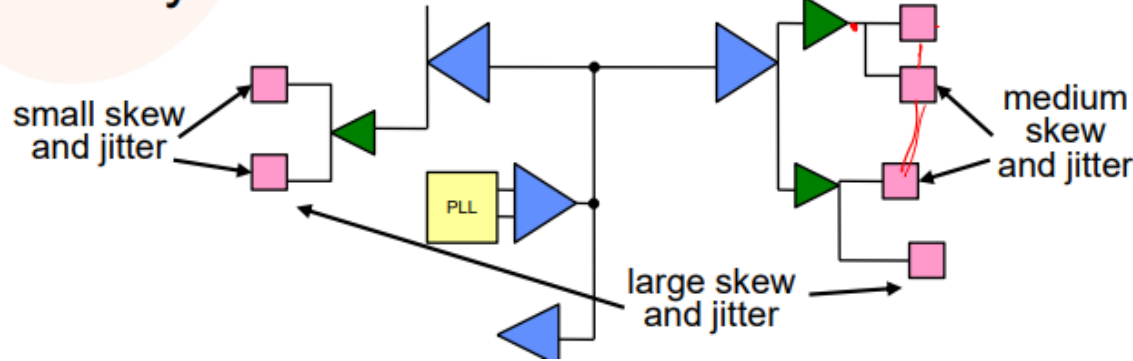 small skew
and jitter
medium
skew
and jitter
PLL
large skew
and jitter